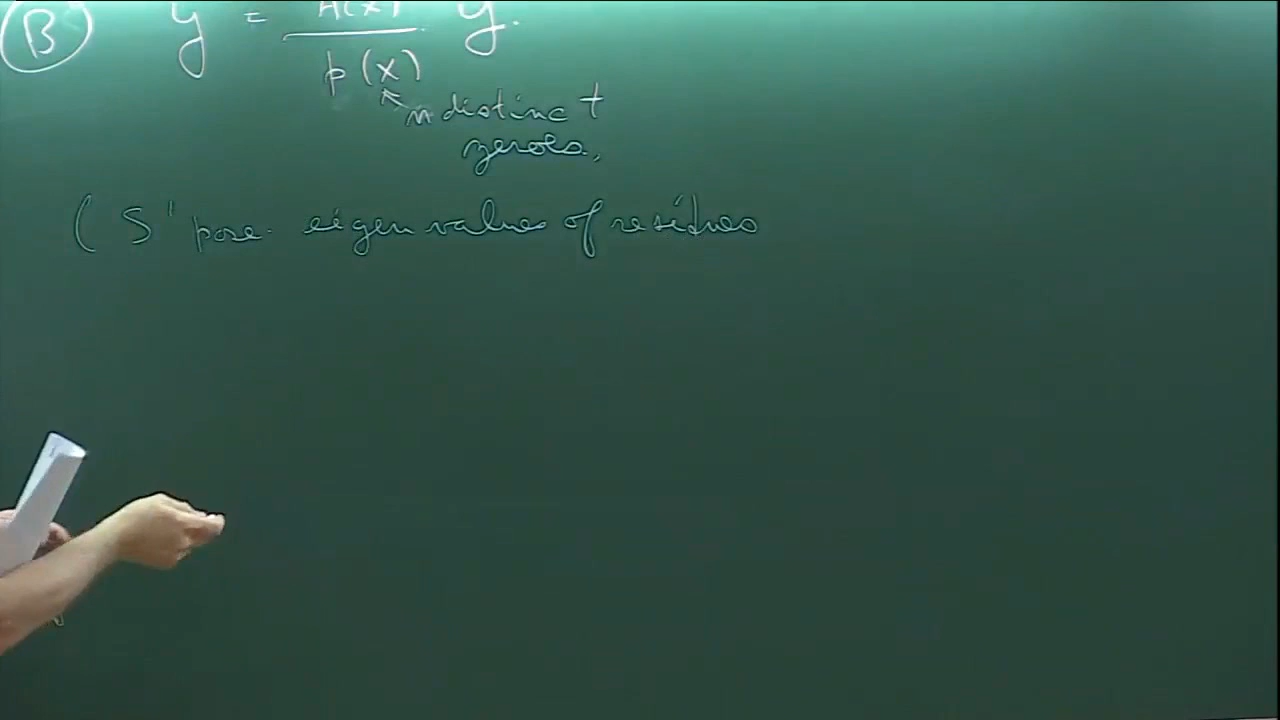 B y = A(x) / p(x) y.
n distinct
zeroes,
( S'pose eigenvalues of residues